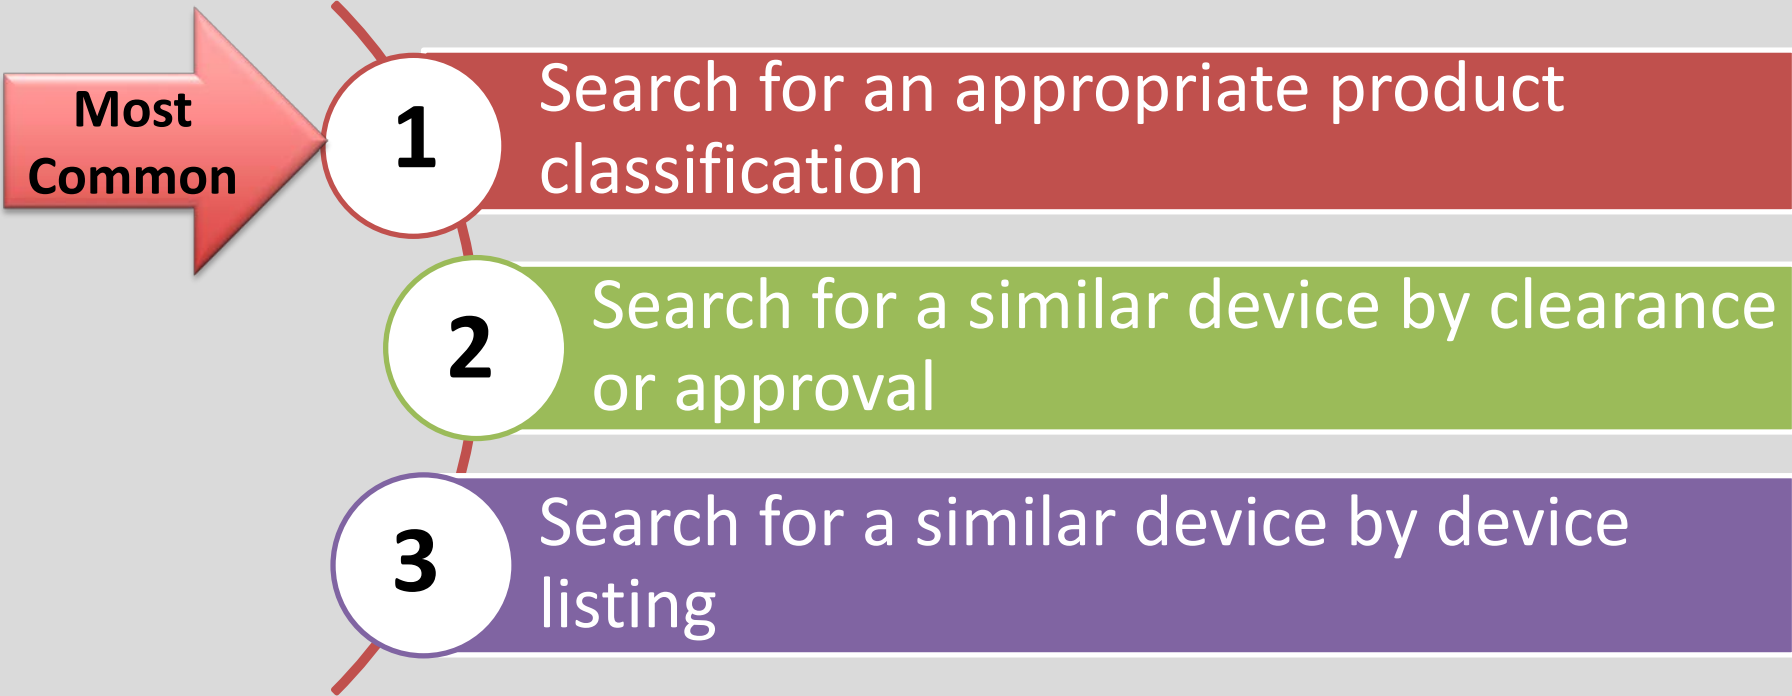 Most
Common
1
Search for an appropriate product
classification
2
Search for a similar device by clearance
or approval
3
Search for a similar device by device
listing